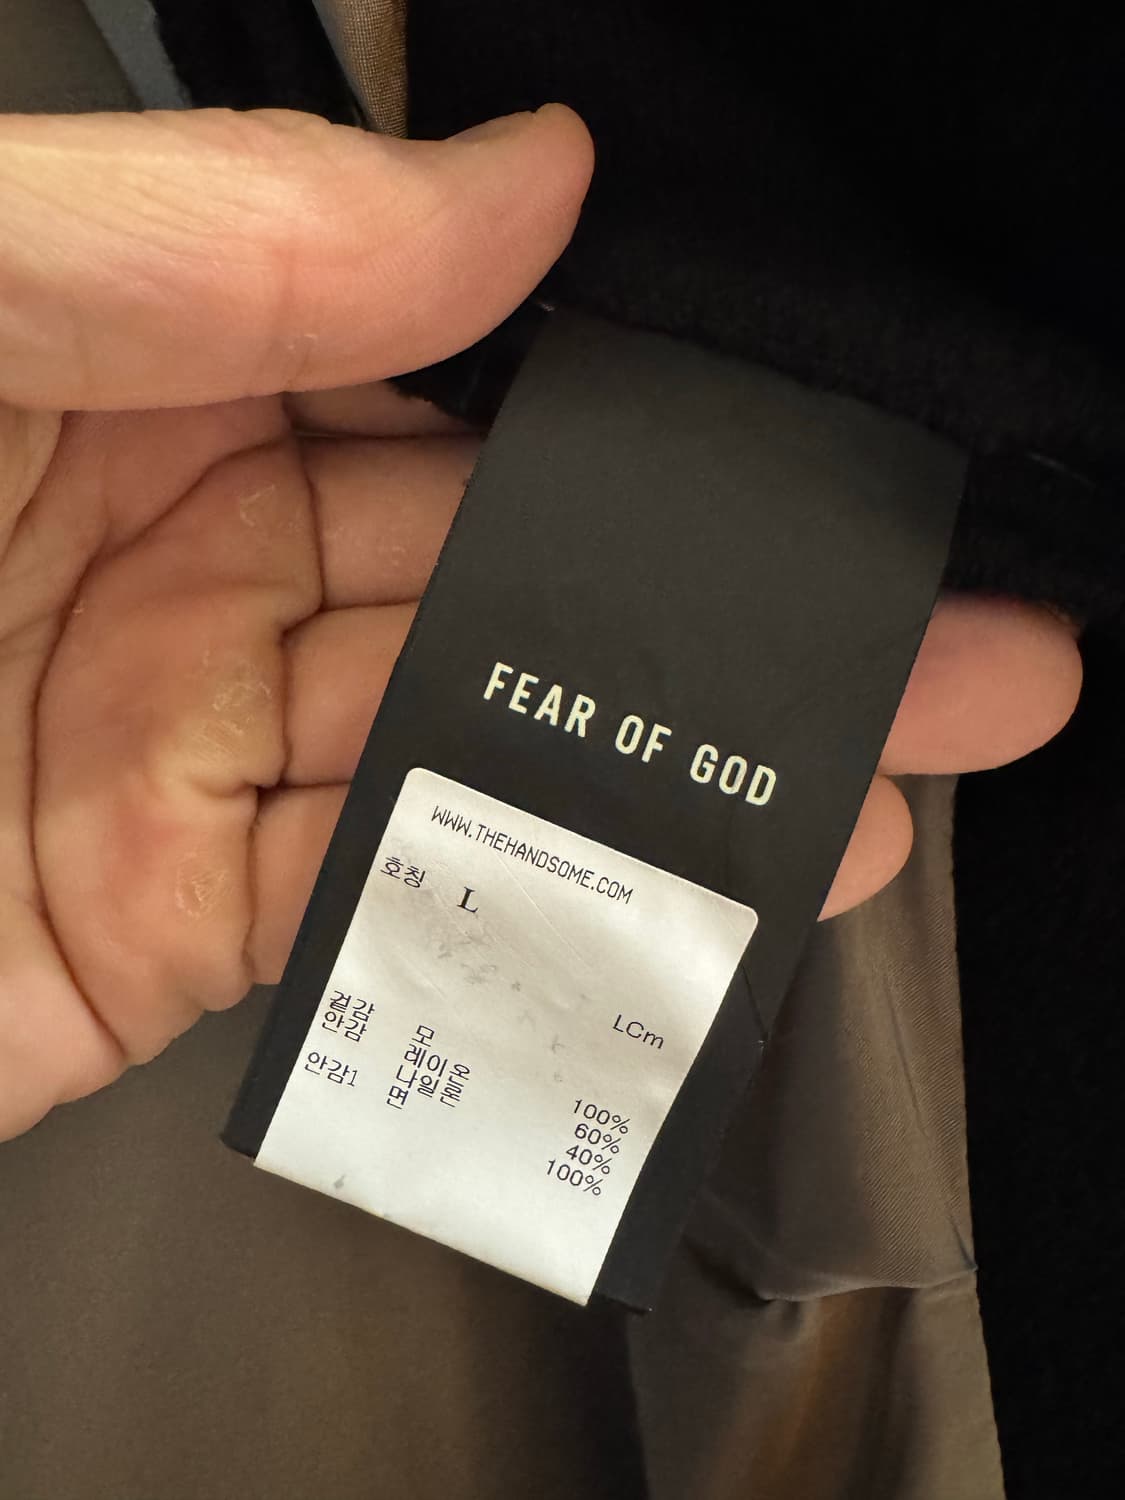 FEAR OF GOD
WWW.THEHANDSOME.COM
호칭 L
LCm
겉감 모 100%
안감 레이온 60%
나일론 40%
안감1 면 100%